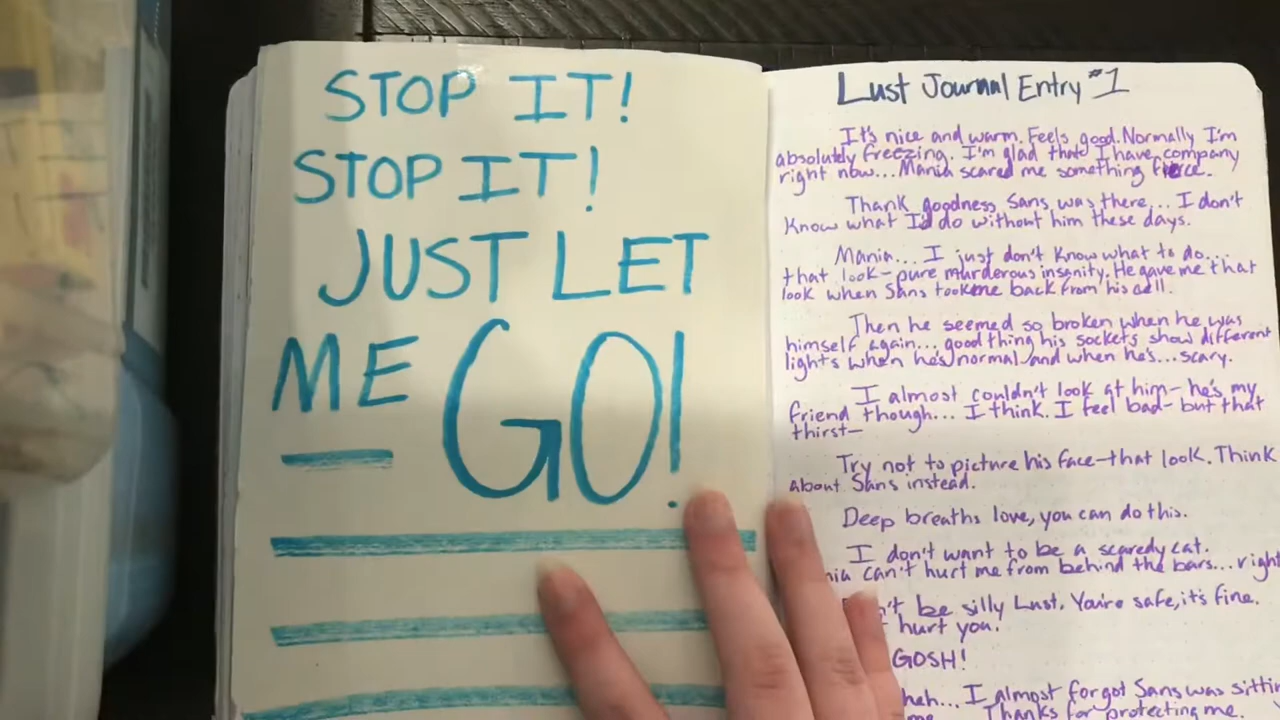 STOP IT!
STOP IT!
JUST LET
ME GO!
Lust Journal Entry #1
It's nice and warm. Feels good. Normally I'm
absolutely freezing. I'm glad that I have company
right now... Mania scared me something fierce.
Thank goodness Sans was there... I don't
know what I'd do without him these days.
Mania... I just don't know what to do...
that look-pure murderous insanity. He gave me that
look when Sans took me back from his cell.
Then he seemed so broken when he was
himself again... good thing his sockets show different
lights when he's normal and when he's... scary.
I almost couldn't look at him-he's my
friend though... I think. I feel bad-but that
thirst-
Try not to picture his face-that look. Think
About Sans instead.
Deep breaths love, you can do this.
I don't want to be a scaredy cat.
can't hurt me from behind the bars... right
be silly Lust. You're safe, it's fine.
hurt you.
GOSH!
heh... I almost forgot Sans was sittin
me. Thanks for protecting me.